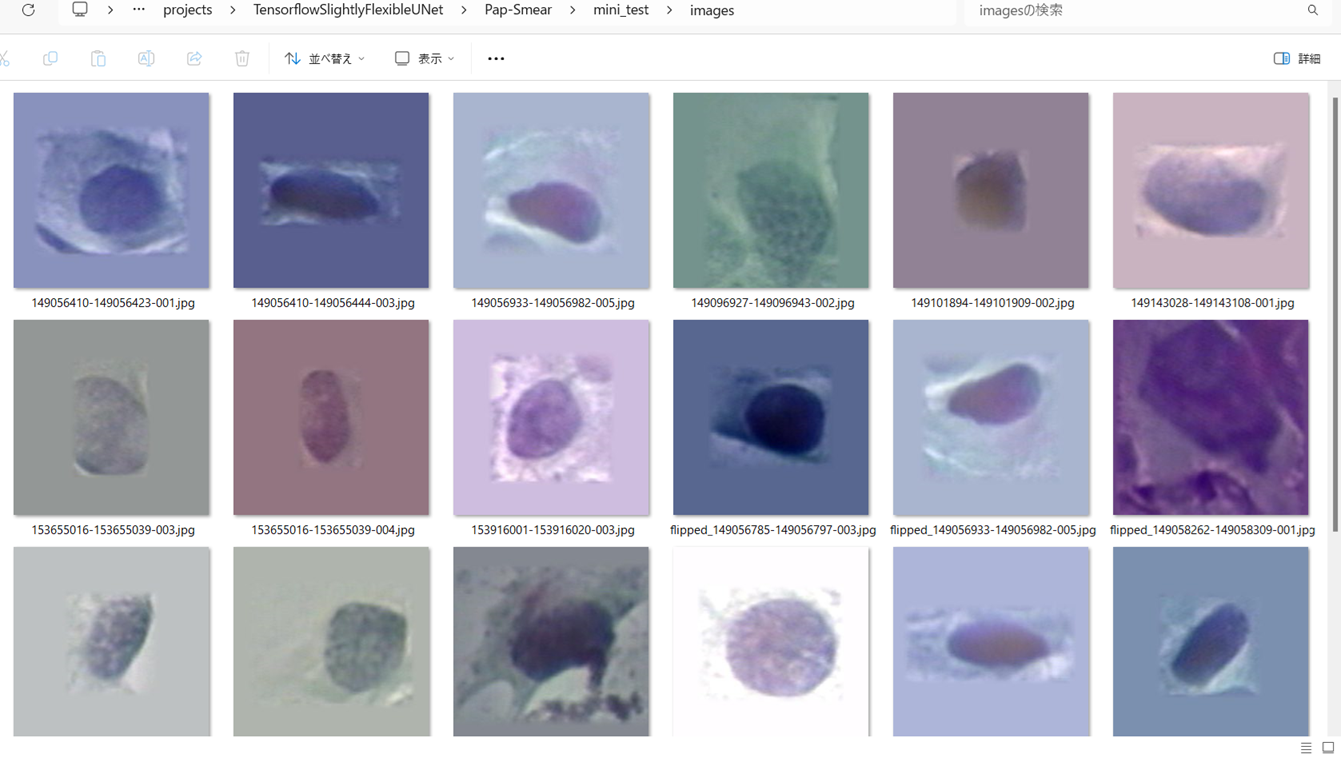 projects > TensorflowSlightlyFlexibleUNet > Pap-Smear > mini_test > images
imagesの検索
並べ替え
表示
詳細
149056410-149056423-001.jpg
149056410-149056444-003.jpg
149056933-149056982-005.jpg
149096927-149096943-002.jpg
149101894-149101909-002.jpg
149143028-149143108-001.jpg
153655016-153655039-003.jpg
153655016-153655039-004.jpg
153916001-153916020-003.jpg
flipped_149056785-149056797-003.jpg
flipped_149056933-149056982-005.jpg
flipped_149058262-149058309-001.jpg